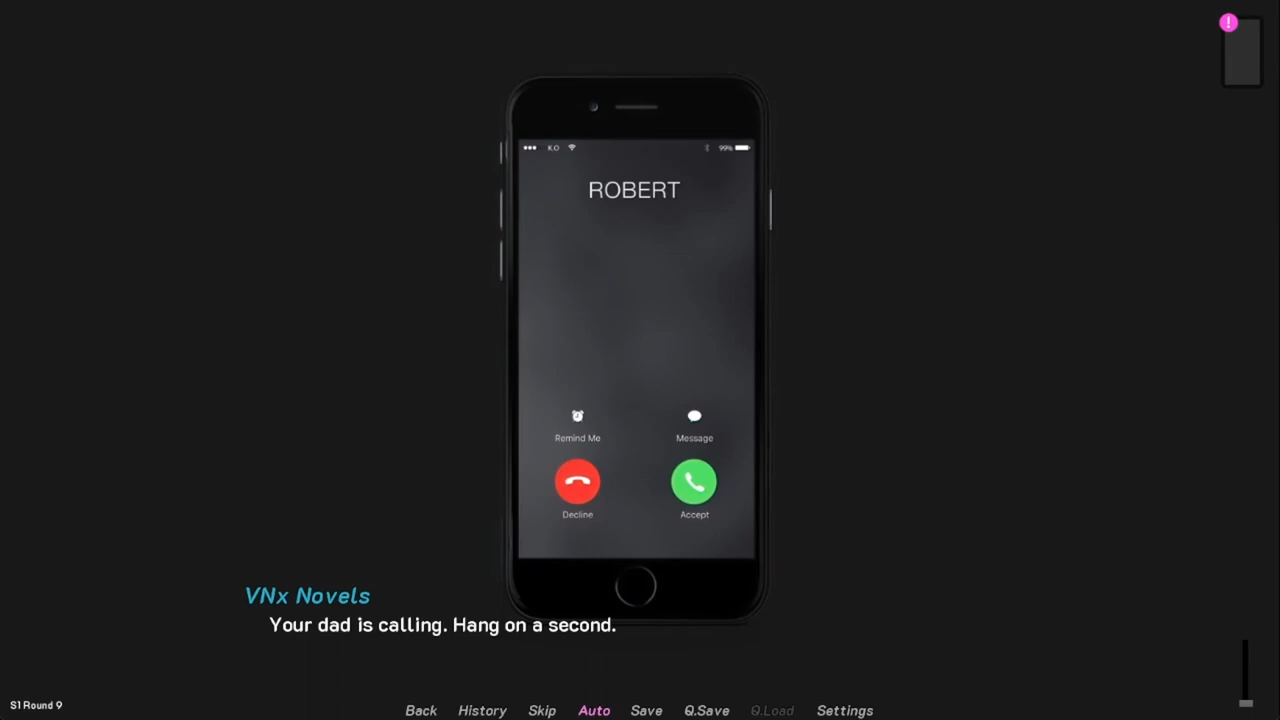 !
K.O
99%
ROBERT
Remind Me
Message
Decline
Accept
VNx Novels
Your dad is calling. Hang on a second.
S1 Round 9
Back History Skip Auto Save Q.Save Q.Load Settings